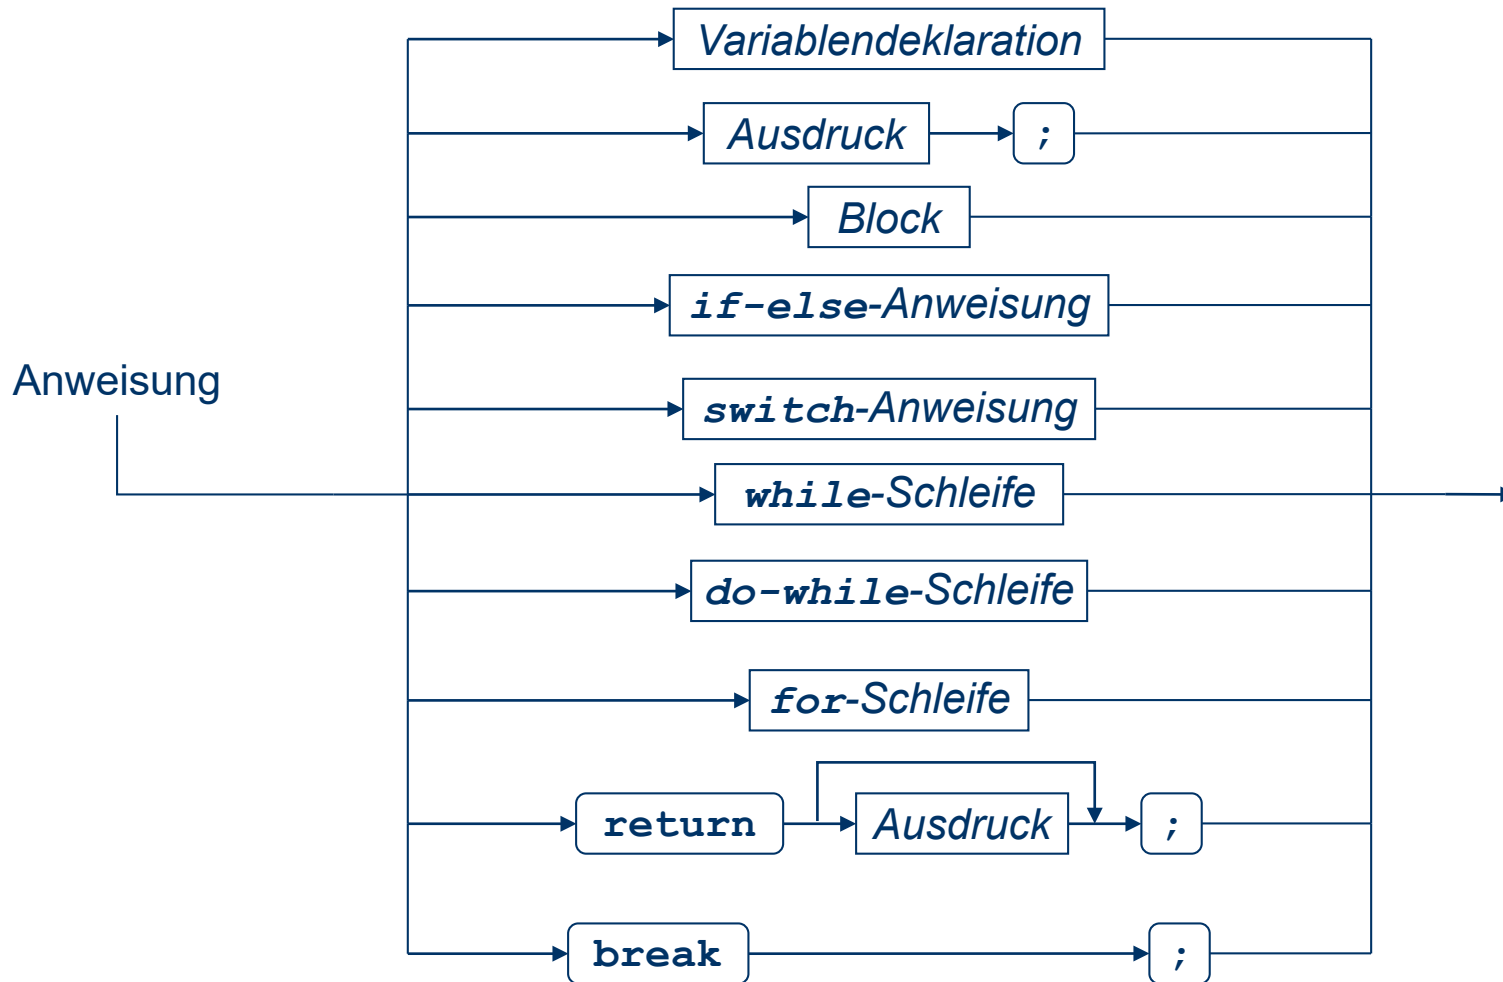 Variablendeklaration
Ausdruck ;
Block
if-else-Anweisung
Anweisung
switch-Anweisung
while-Schleife
do-while-Schleife
for-Schleife
return Ausdruck ;
break ;